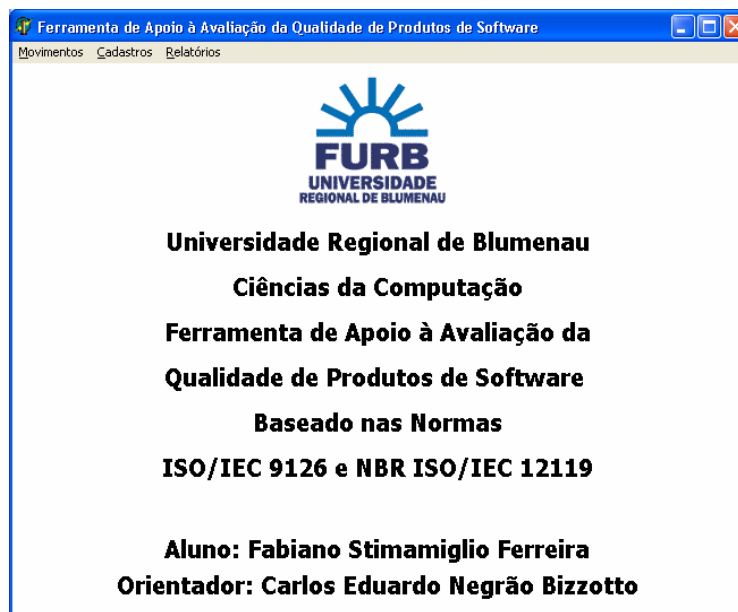 Ferramenta de Apoio à Avaliação da Qualidade de Produtos de Software
Movimentos Cadastros Relatórios
FURB
UNIVERSIDADE
REGIONAL DE BLUMENAU
Universidade Regional de Blumenau
Ciências da Computação
Ferramenta de Apoio à Avaliação da
Qualidade de Produtos de Software
Baseado nas Normas
ISO/IEC 9126 e NBR ISO/IEC 12119
Aluno: Fabiano Stimamiglio Ferreira
Orientador: Carlos Eduardo Negrão Bizzotto